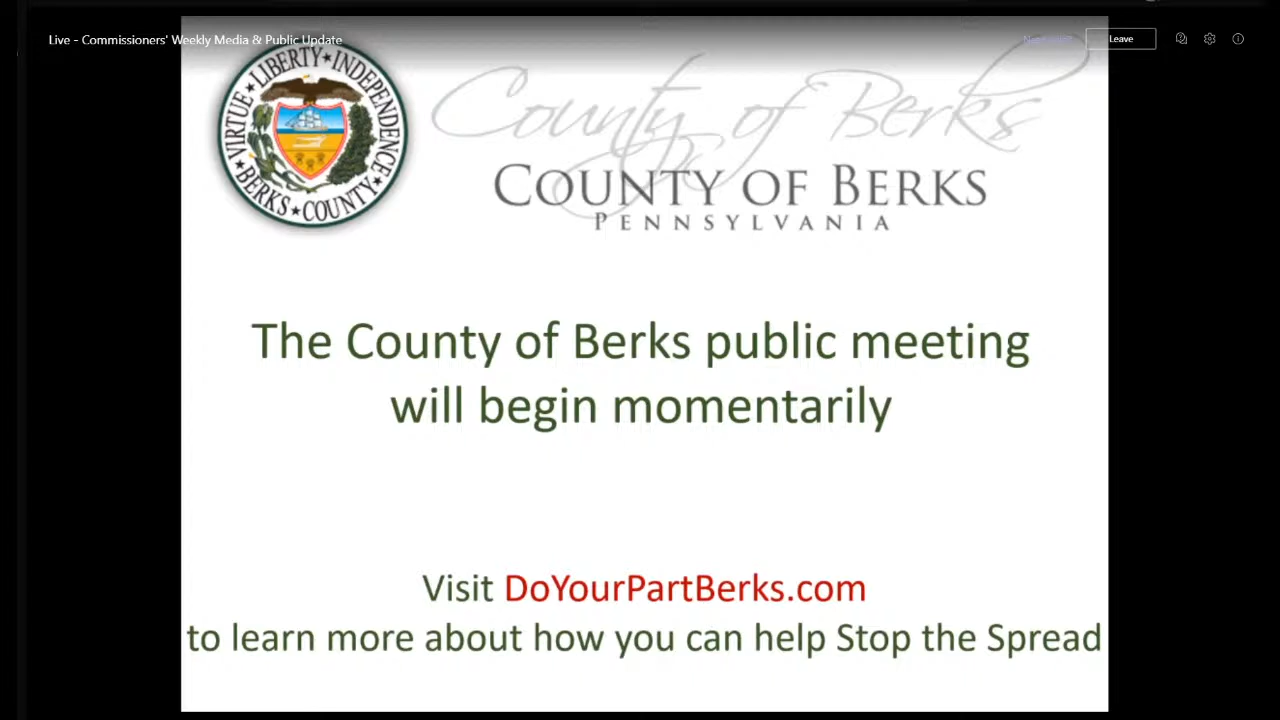 Live - Commissioners' Weekly Media & Public Update
Leave
VIRTUE★LIBERTY★INDEPENDENCE
★BERKS★COUNTY★
County of Berks
COUNTY OF BERKS
PENNSYLVANIA
The County of Berks public meeting
will begin momentarily
Visit DoYourPartBerks.com
to learn more about how you can help Stop the Spread